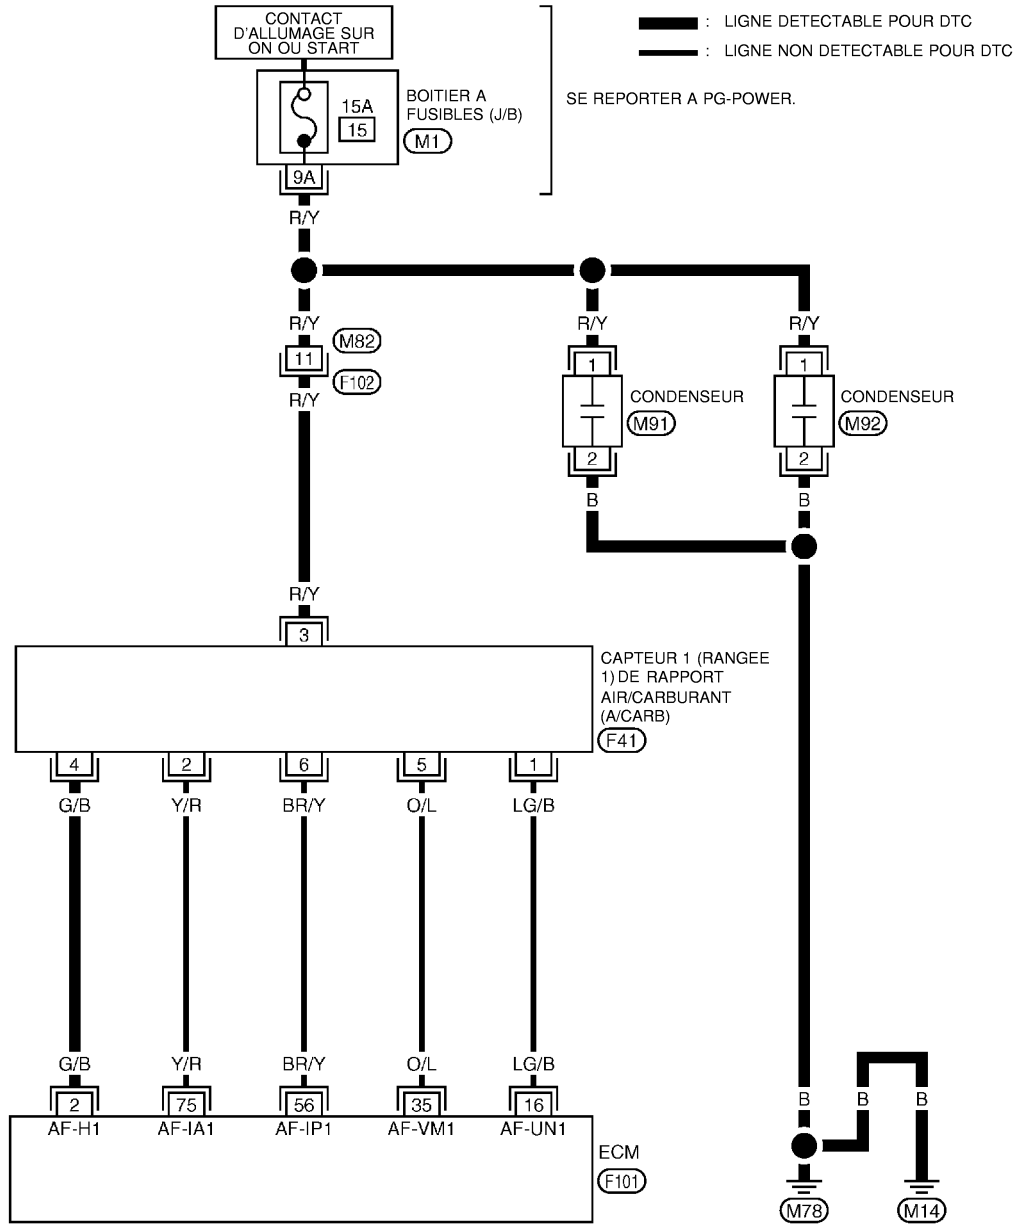 CONTACT
D'ALLUMAGE SUR
ON OU START
: LIGNE DETECTABLE POUR DTC
: LIGNE NON DETECTABLE POUR DTC
15A
15
BOITIER A
FUSIBLES (J/B)
M1
SE REPORTER A PG-POWER.
9A
R/Y
R/Y
R/Y
R/Y
11
M82
F102
R/Y
1
1
CONDENSEUR
M91
CONDENSEUR
M92
2
2
B
B
R/Y
3
CAPTEUR 1 (RANGEE
1) DE RAPPORT
AIR/CARBURANT
(A/CARB)
F41
4
2
6
5
1
G/B
Y/R
BR/Y
O/L
LG/B
G/B
Y/R
BR/Y
O/L
LG/B
2
75
56
35
16
B
B
B
AF-H1
AF-IA1
AF-IP1
AF-VM1
AF-UN1
ECM
F101
M78
M14